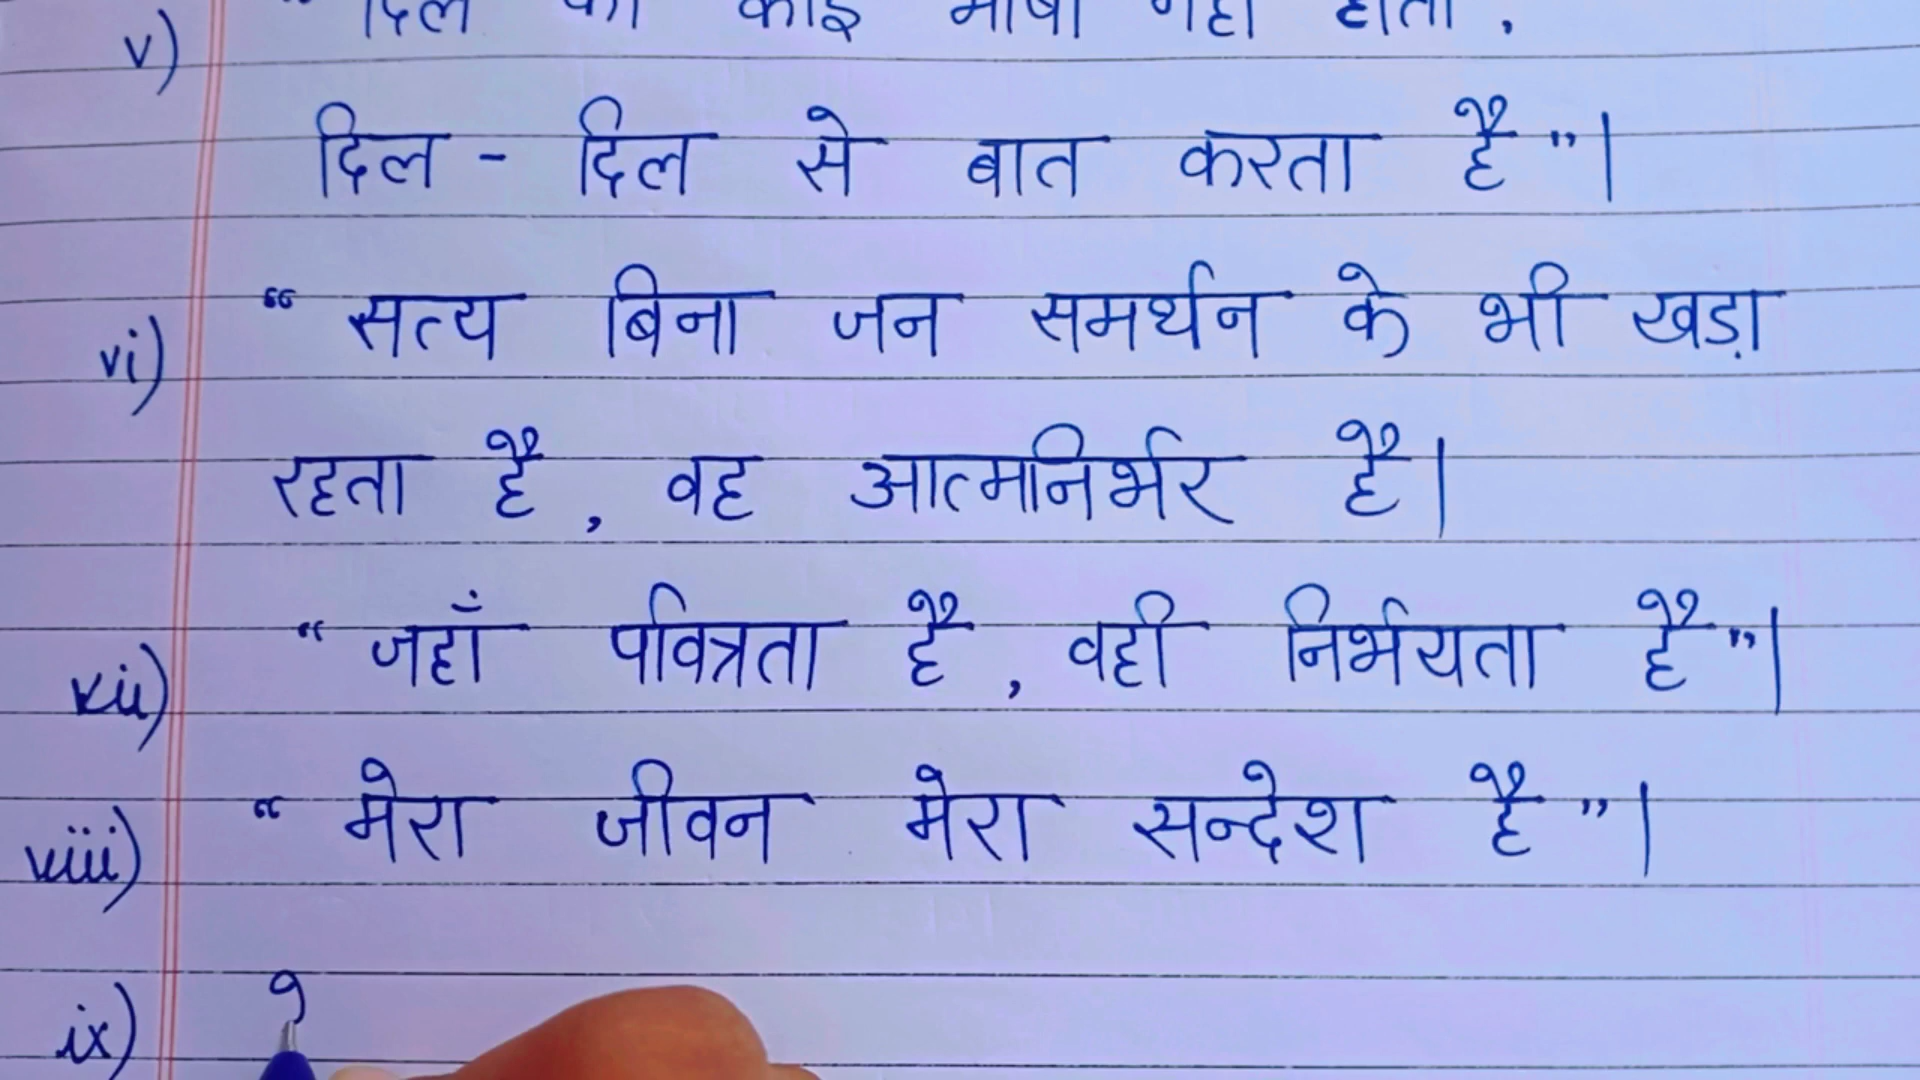 v) “ दिल की कोई भाषा नहीं होती,
दिल - दिल से बात करता है ”।
vi) “ सत्य बिना जन समर्थन के भी खड़ा
रहता है, वह आत्मनिर्भर है।
vii) “ जहाँ पवित्रता है, वही निर्भयता है ”।
viii) “ मेरा जीवन मेरा सन्देश है ”।
ix)